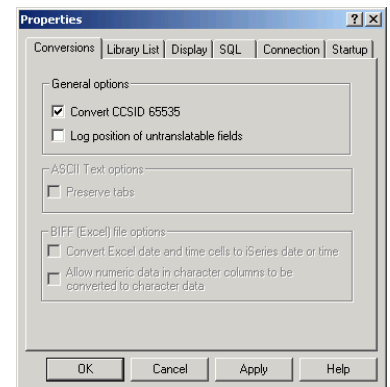 Properties
Conversions Library List Display SQL Connection Startup
General options
Convert CCSID 65535
Log position of untranslatable fields
ASCII Text options
Preserve tabs
BIFF (Excel) file options
Convert Excel date and time cells to iSeries date or time
Allow numeric data in character columns to be
converted to character data
OK Cancel Apply Help